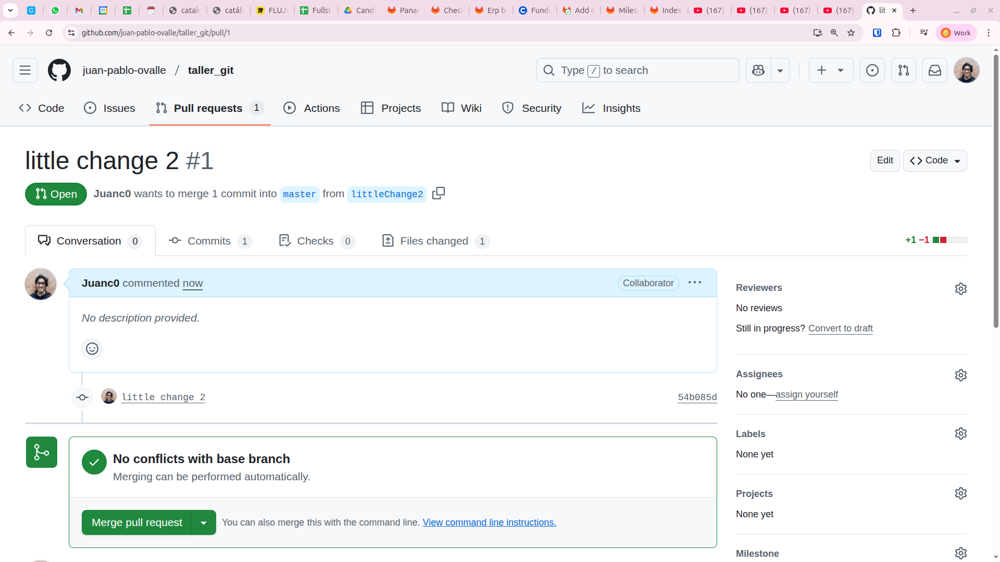 catal
catál
FLUJ
Fullst
Candi
Panar
Check
Erp b
Funda
Add c
Miles
Index
(167)
(167)
(167)
(167)
lit
github.com/juan-pablo-ovalle/taller_git/pull/1
Work
juan-pablo-ovalle / taller_git
Type / to search
Code
Issues
Pull requests 1
Actions
Projects
Wiki
Security
Insights
little change 2 #1
Edit
Code
Open
Juanc0 wants to merge 1 commit into master from littleChange2
Conversation 0
Commits 1
Checks 0
Files changed 1
+1 −1
Juanc0 commented now
Collaborator
No description provided.
little change 2
54b085d
No conflicts with base branch
Merging can be performed automatically.
Merge pull request
You can also merge this with the command line. View command line instructions.
Reviewers
No reviews
Still in progress? Convert to draft
Assignees
No one—assign yourself
Labels
None yet
Projects
None yet
Milestone